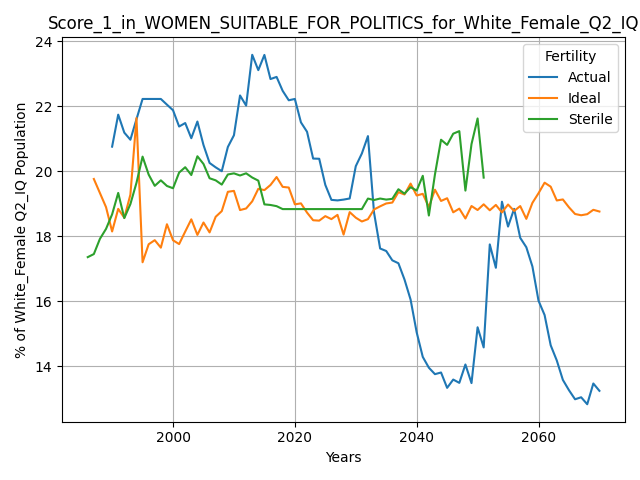 Score_1_in_WOMEN_SUITABLE_FOR_POLITICS_for_White_Female_Q2_IQ
24
22
20
18
16
14
% of White_Female Q2_IQ Population
Fertility
Actual
Ideal
Sterile
2000
2020
2040
2060
Years